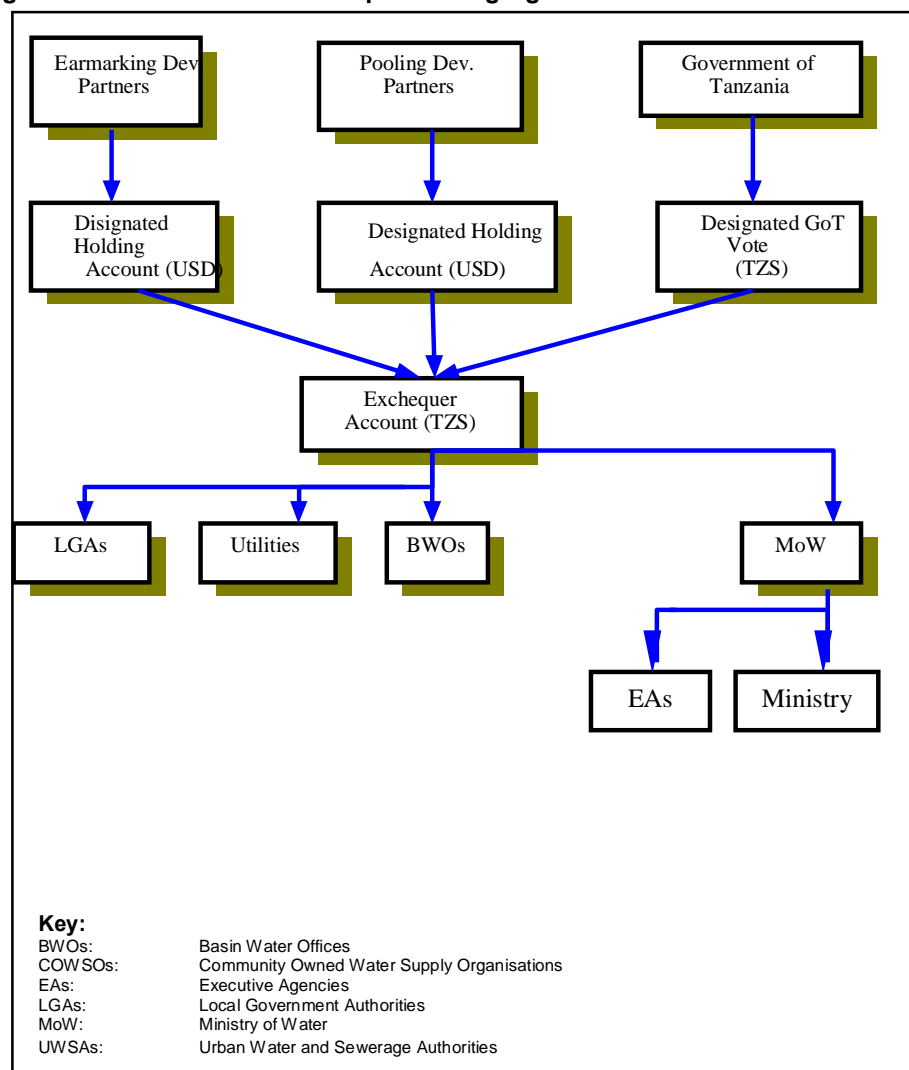 Earmarking Dev
Partners
Pooling Dev.
Partners
Government of
Tanzania
Disignated
Holding
Account (USD)
Designated Holding
Account (USD)
Designated GoT
Vote
(TZS)
Exchequer
Account (TZS)
LGAs
Utilities
BWOs
MoW
EAs
Ministry
Key:
BWOs: Basin Water Offices
COWSOs: Community Owned Water Supply Organisations
EAs: Executive Agencies
LGAs: Local Government Authorities
MoW: Ministry of Water
UWSAs: Urban Water and Sewerage Authorities